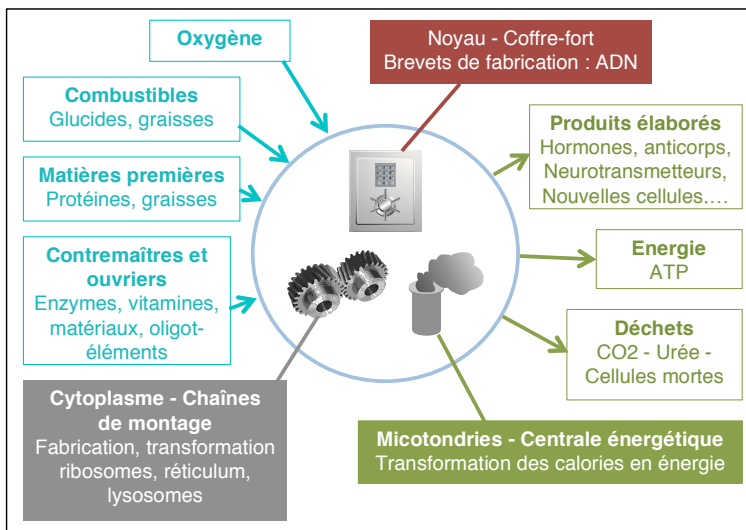 Oxygène
Noyau - Coffre-fort
Brevets de fabrication : ADN
Combustibles
Glucides, graisses
Matières premières
Protéines, graisses
Contremaîtres et
ouvriers
Enzymes, vitamines,
matériaux, oligot-
éléments
Produits élaborés
Hormones, anticorps,
Neurotransmetteurs,
Nouvelles cellules,…
Energie
ATP
Déchets
CO2 - Urée -
Cellules mortes
Cytoplasme - Chaînes
de montage
Fabrication, transformation
ribosomes, réticulum,
lysosomes
Micotondries - Centrale énergétique
Transformation des calories en énergie